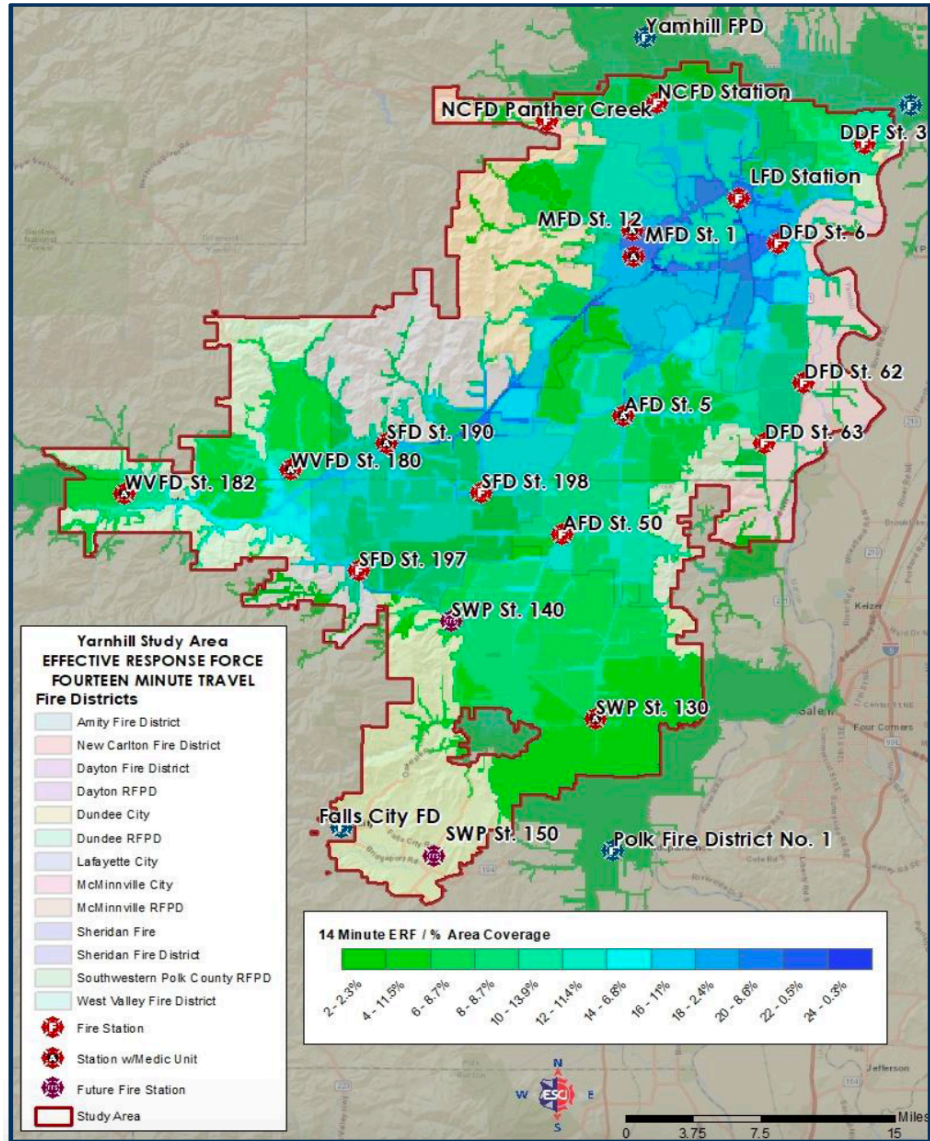 Yamhill FPD
NCFD Station
NCFD Panther Creek
DDF St. 3
LFD Station
MFD St. 12
MFD St. 1
DFD St. 6
DFD St. 62
AFD St. 5
DFD St. 63
SFD St. 190
WVFD St. 180
WVFD St. 182
SFD St. 198
AFD St. 50
SFD St. 197
SWP St. 140
SWP St. 130
Falls City FD
SWP St. 150
Polk Fire District No. 1
Keizer
Four Corners
Jefferson
Yarnhill Study Area
EFFECTIVE RESPONSE FORCE
FOURTEEN MINUTE TRAVEL
Fire Districts
Amity Fire District
New Carlton Fire District
Dayton Fire District
Dayton RFPD
Dundee City
Dundee RFPD
Lafayette City
McMinnville City
McMinnville RFPD
Sheridan Fire
Sheridan Fire District
Southwestern Polk County RFPD
West Valley Fire District
F Fire Station
A Station w/Medic Unit
Future Fire Station
Study Area
14 Minute ERF / % Area Coverage
2 - 2.3%
4 - 11.5%
6 - 8.7%
8 - 8.7%
10 - 13.9%
12 - 11.4%
14 - 6.8%
16 - 11%
18 - 2.4%
20 - 8.6%
22 - 0.5%
24 - 0.3%
N
W ESCI E
S
Miles
0 3.75 7.5 15